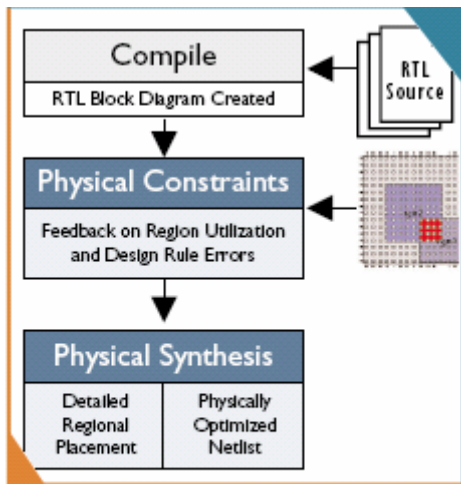 Compile
RTL Block Diagram Created
RTL
Source
Physical Constraints
Feedback on Region Utilization
and Design Rule Errors
Physical Synthesis
Detailed
Regional
Placement
Physically
Optimized
Netlist